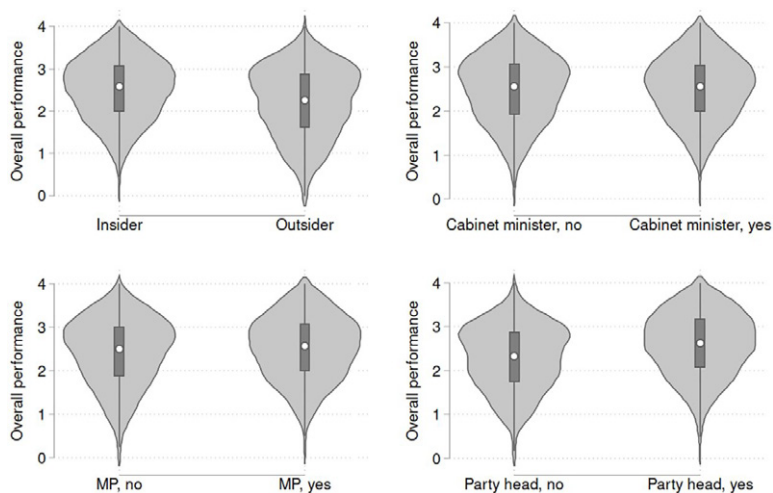 Overall performance
4
3
2
1
0
Insider Outsider
Overall performance
4
3
2
1
0
Cabinet minister, no Cabinet minister, yes
Overall performance
4
3
2
1
0
MP, no MP, yes
Overall performance
4
3
2
1
0
Party head, no Party head, yes